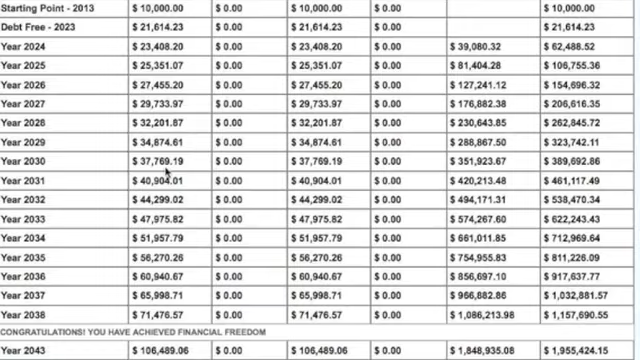 Starting Point - 2013 $ 10,000.00 $ 0.00 $ 10,000.00 $ 0.00 $ 10,000.00
Debt Free - 2023 $ 21,614.23 $ 0.00 $ 21,614.23 $ 0.00 $ 21,614.23
Year 2024 $ 23,408.20 $ 0.00 $ 23,408.20 $ 0.00 $ 39,080.32 $ 62,488.52
Year 2025 $ 25,351.07 $ 0.00 $ 25,351.07 $ 0.00 $ 81,404.28 $ 106,755.36
Year 2026 $ 27,455.20 $ 0.00 $ 27,455.20 $ 0.00 $ 127,241.12 $ 154,696.32
Year 2027 $ 29,733.97 $ 0.00 $ 29,733.97 $ 0.00 $ 176,882.38 $ 206,616.35
Year 2028 $ 32,201.87 $ 0.00 $ 32,201.87 $ 0.00 $ 230,643.85 $ 262,845.72
Year 2029 $ 34,874.61 $ 0.00 $ 34,874.61 $ 0.00 $ 288,867.50 $ 323,742.11
Year 2030 $ 37,769.19 $ 0.00 $ 37,769.19 $ 0.00 $ 351,923.67 $ 389,692.86
Year 2031 $ 40,904.01 $ 0.00 $ 40,904.01 $ 0.00 $ 420,213.48 $ 461,117.49
Year 2032 $ 44,299.02 $ 0.00 $ 44,299.02 $ 0.00 $ 494,171.31 $ 538,470.34
Year 2033 $ 47,975.82 $ 0.00 $ 47,975.82 $ 0.00 $ 574,267.60 $ 622,243.43
Year 2034 $ 51,957.79 $ 0.00 $ 51,957.79 $ 0.00 $ 661,011.85 $ 712,969.64
Year 2035 $ 56,270.26 $ 0.00 $ 56,270.26 $ 0.00 $ 754,955.83 $ 811,226.09
Year 2036 $ 60,940.67 $ 0.00 $ 60,940.67 $ 0.00 $ 856,697.10 $ 917,637.77
Year 2037 $ 65,998.71 $ 0.00 $ 65,998.71 $ 0.00 $ 966,882.86 $ 1,032,881.57
Year 2038 $ 71,476.57 $ 0.00 $ 71,476.57 $ 0.00 $ 1,086,213.98 $ 1,157,690.55
CONGRATULATIONS! YOU HAVE ACHIEVED FINANCIAL FREEDOM
Year 2043 $ 106,489.06 $ 0.00 $ 106,489.06 $ 0.00 $ 1,848,935.08 $ 1,955,424.15